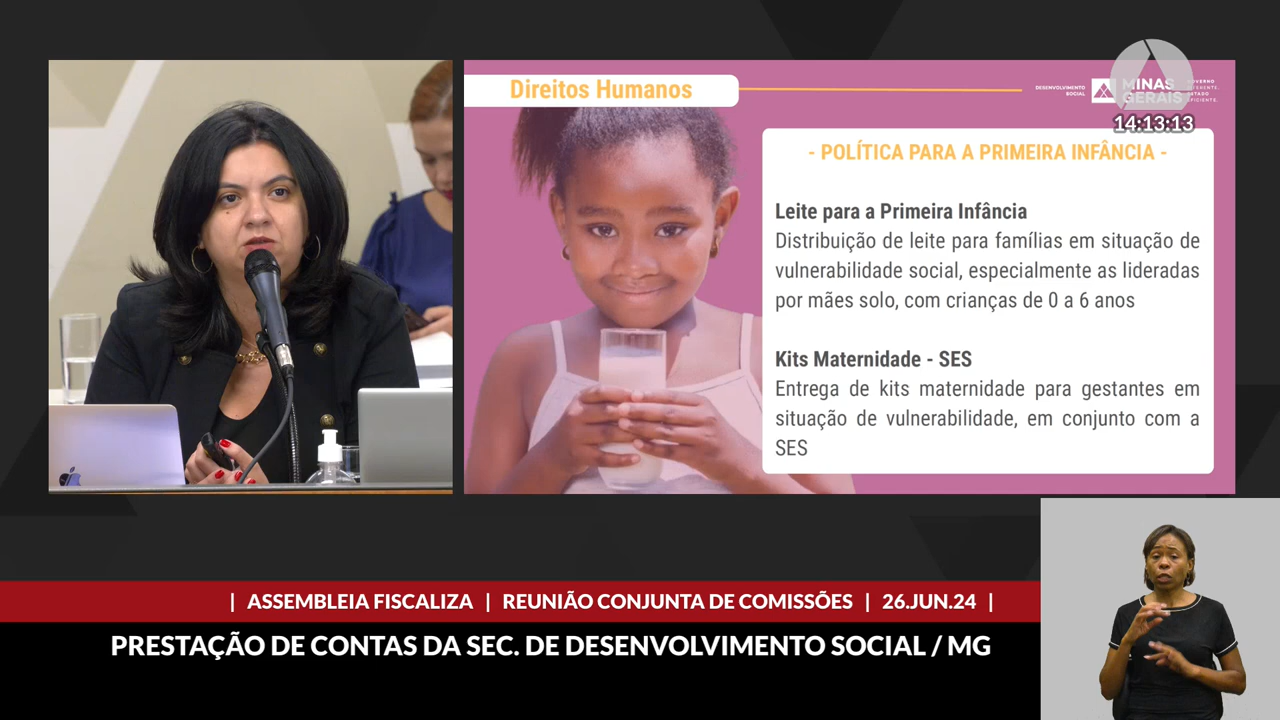 Direitos Humanos
DESENVOLVIMENTO
SOCIAL
MINAS
GERAIS
14:13:13
- POLÍTICA PARA A PRIMEIRA INFÂNCIA -
Leite para a Primeira Infância
Distribuição de leite para famílias em situação de
vulnerabilidade social, especialmente as lideradas
por mães solo, com crianças de 0 a 6 anos
Kits Maternidade - SES
Entrega de kits maternidade para gestantes em
situação de vulnerabilidade, em conjunto com a
SES
| ASSEMBLEIA FISCALIZA | REUNIÃO CONJUNTA DE COMISSÕES | 26.JUN.24 |
PRESTAÇÃO DE CONTAS DA SEC. DE DESENVOLVIMENTO SOCIAL / MG